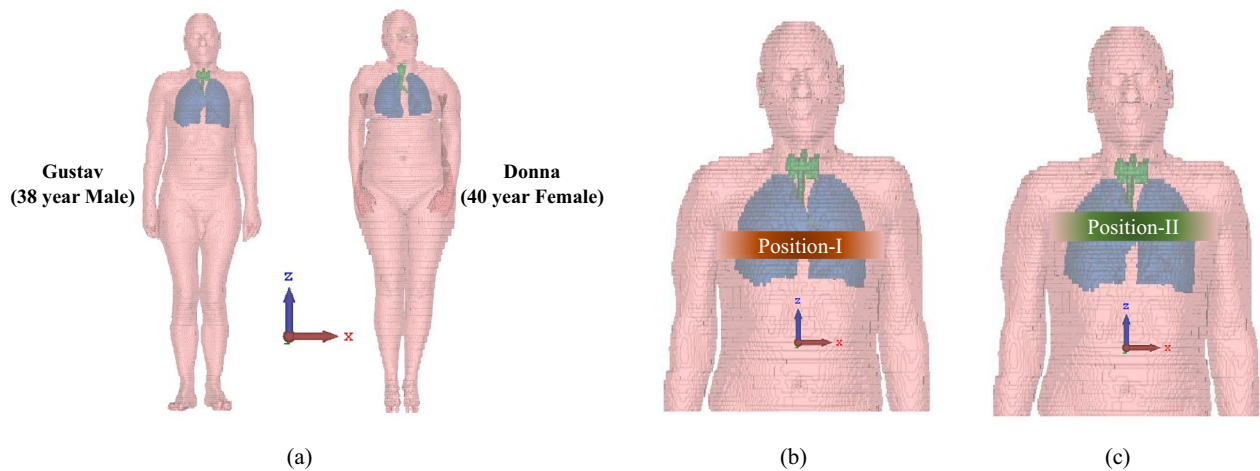 Gustav
(38 year Male)
Donna
(40 year Female)
z
x
Position-I
z
x
Position-II
z
x
(a)
(b)
(c)